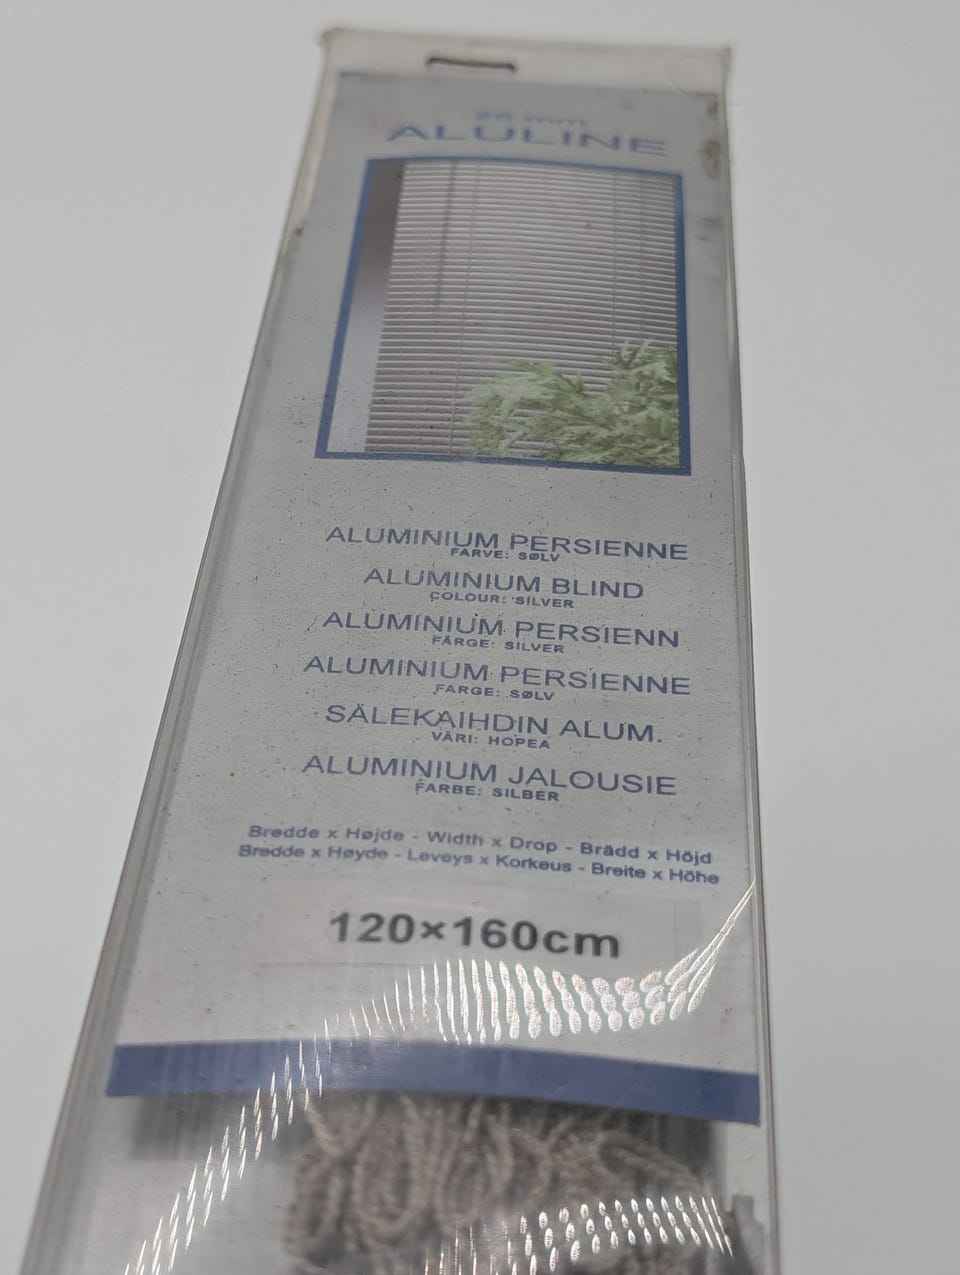 25 mm
ALULINE
ALUMINIUM PERSIENNE
FARVE: SØLV
ALUMINIUM BLIND
COLOUR: SILVER
ALUMINIUM PERSIENN
FÄRGE: SILVER
ALUMINIUM PERSIENNE
FARGE: SØLV
SÄLEKAIHDIN ALUM.
VÄRI: HOPEA
ALUMINIUM JALOUSIE
FARBE: SILBER
Bredde x Højde - Width x Drop - Brädd x Höjd
Bredde x Høyde - Leveys x Korkeus - Breite x Höhe
120×160cm